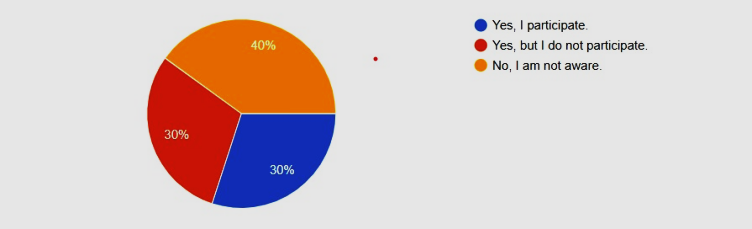 40%
30%
30%
Yes, I participate.
Yes, but I do not participate.
No, I am not aware.